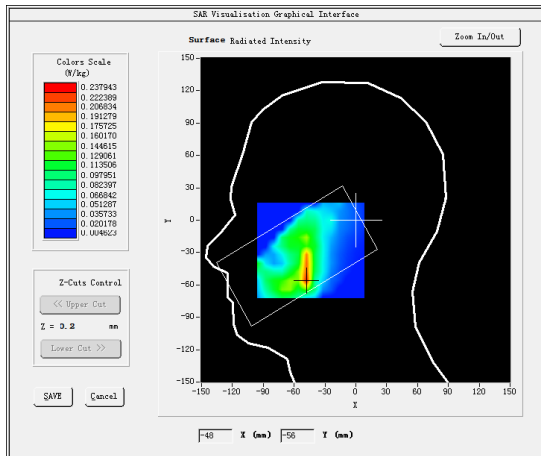 SAR Visualisation Graphical Interface
Surface Radiated Intensity
Zoom In/Out
Colors Scale
(W/kg)
0.237943
0.222389
0.206834
0.191279
0.175725
0.160170
0.144615
0.129061
0.113506
0.097951
0.082397
0.066842
0.051287
0.035733
0.020178
0.004623
Z-Cuts Control
<< Upper Cut
Z = 0.2 mm
Lower Cut >>
SAVE Cancel
150
120
90
60
30
0
-30
-60
-90
-120
-150
Y
-150 -120 -90 -60 -30 0 30 60 90 120 150
X
-48 X (mm) -56 Y (mm)